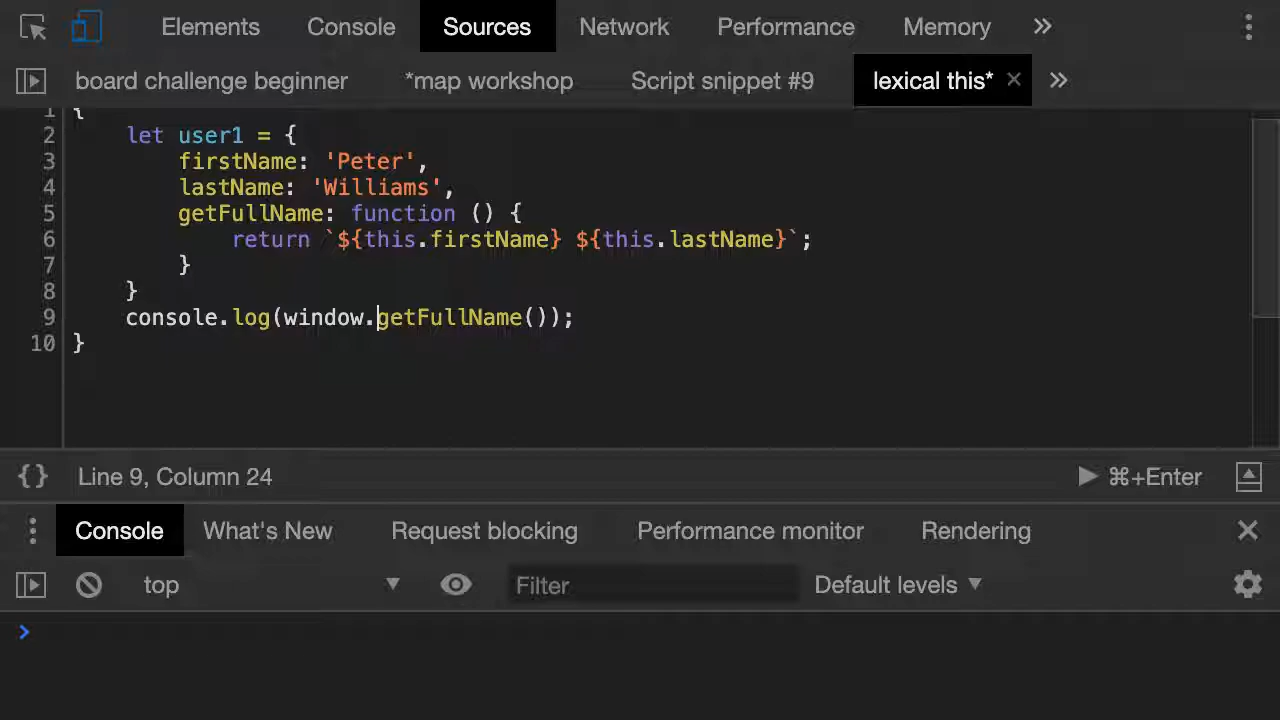 Elements Console Sources Network Performance Memory »
board challenge beginner *map workshop Script snippet #9 lexical this* × »
1 {
2 let user1 = {
3 firstName: 'Peter',
4 lastName: 'Williams',
5 getFullName: function () {
6 return `${this.firstName} ${this.lastName}`;
7 }
8 }
9 console.log(window.getFullName());
10 }
{} Line 9, Column 24 ⌘+Enter
Console What's New Request blocking Performance monitor Rendering ×
top Filter Default levels
>